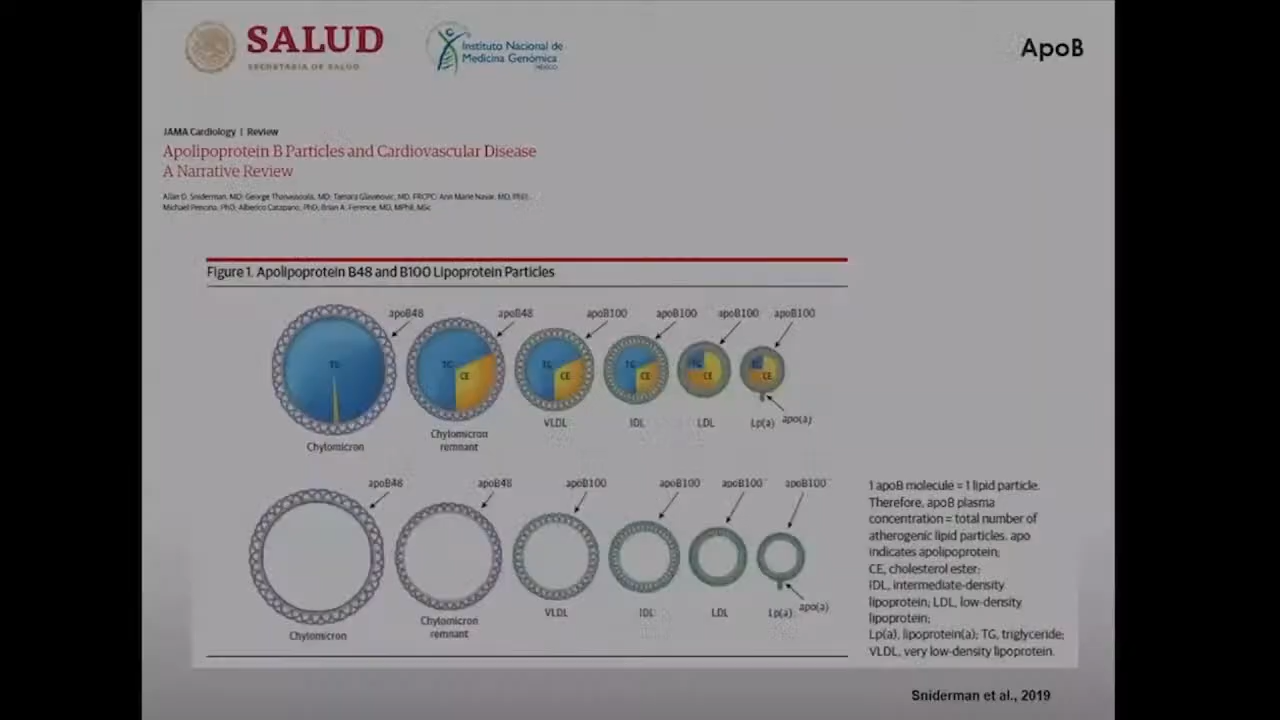 SALUD
SECRETARÍA DE SALUD
Instituto Nacional de
Medicina Genómica
MÉXICO
ApoB
JAMA Cardiology | Review
Apolipoprotein B Particles and Cardiovascular Disease
A Narrative Review
Allan D. Sniderman, MD; George Thanassoulis, MD; Tamara Glavinovic, MD, FRCPC; Ann Marie Navar, MD, PhD;
Michael Pencina, PhD; Alberico Catapano, PhD; Brian A. Ference, MD, MPhil, MSc
Figure 1. Apolipoprotein B48 and B100 Lipoprotein Particles
apoB48 apoB48 apoB100 apoB100 apoB100 apoB100
TG TG TG TG TG TG
CE CE CE CE CE
apo(a)
VLDL IDL LDL Lp(a)
Chylomicron Chylomicron
remnant
apoB48 apoB48 apoB100 apoB100 apoB100 apoB100
apo(a)
VLDL IDL LDL Lp(a)
Chylomicron Chylomicron
remnant
1 apoB molecule = 1 lipid particle.
Therefore, apoB plasma
concentration = total number of
atherogenic lipid particles. apo
indicates apolipoprotein;
CE, cholesterol ester;
IDL, intermediate-density
lipoprotein; LDL, low-density
lipoprotein;
Lp(a), lipoprotein(a); TG, triglyceride;
VLDL, very low-density lipoprotein.
Sniderman et al., 2019